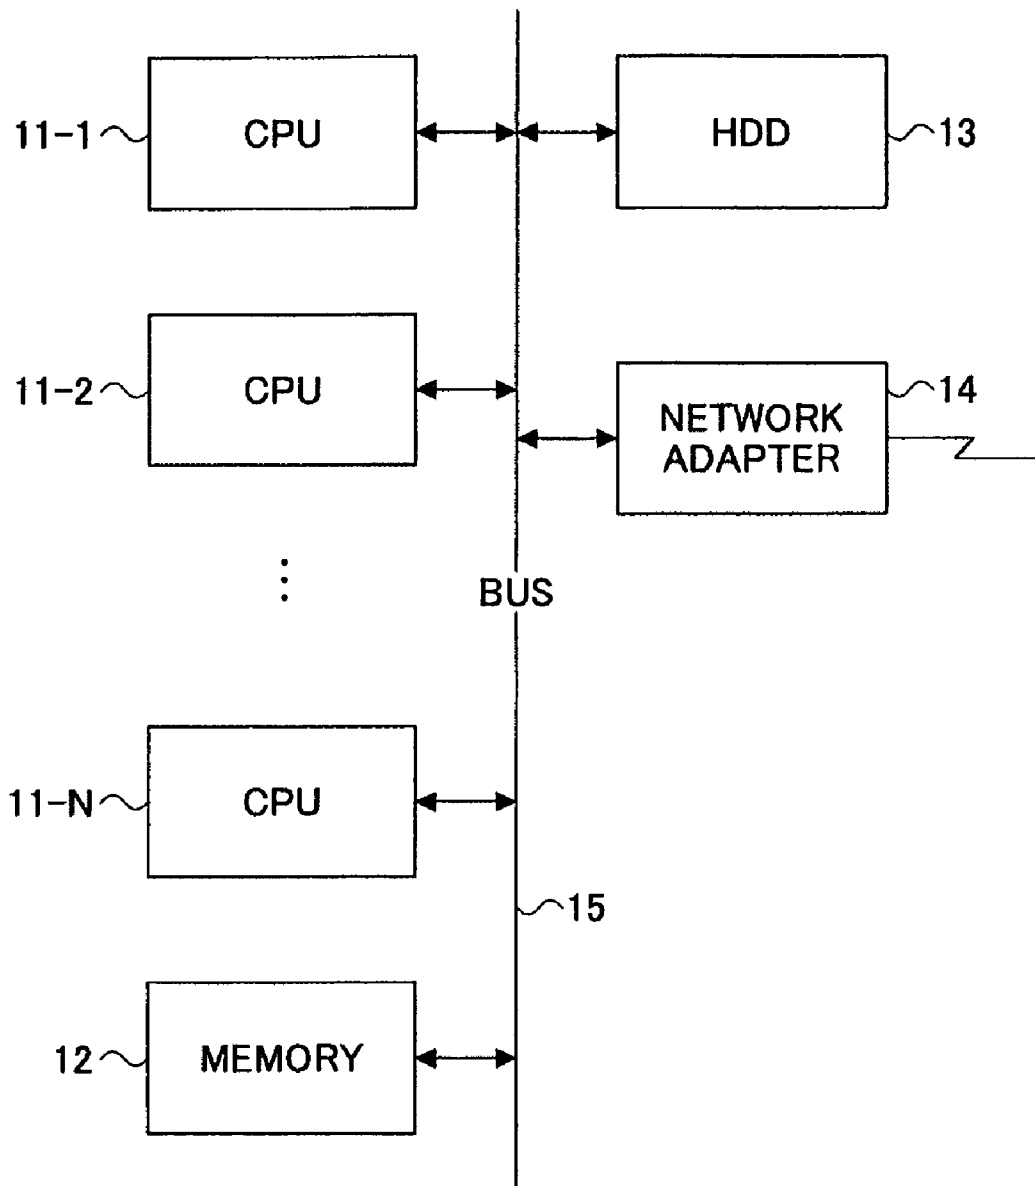 11-1 CPU
HDD 13
11-2 CPU
NETWORK
ADAPTER
14
⋮
BUS
11-N CPU
15
12 MEMORY